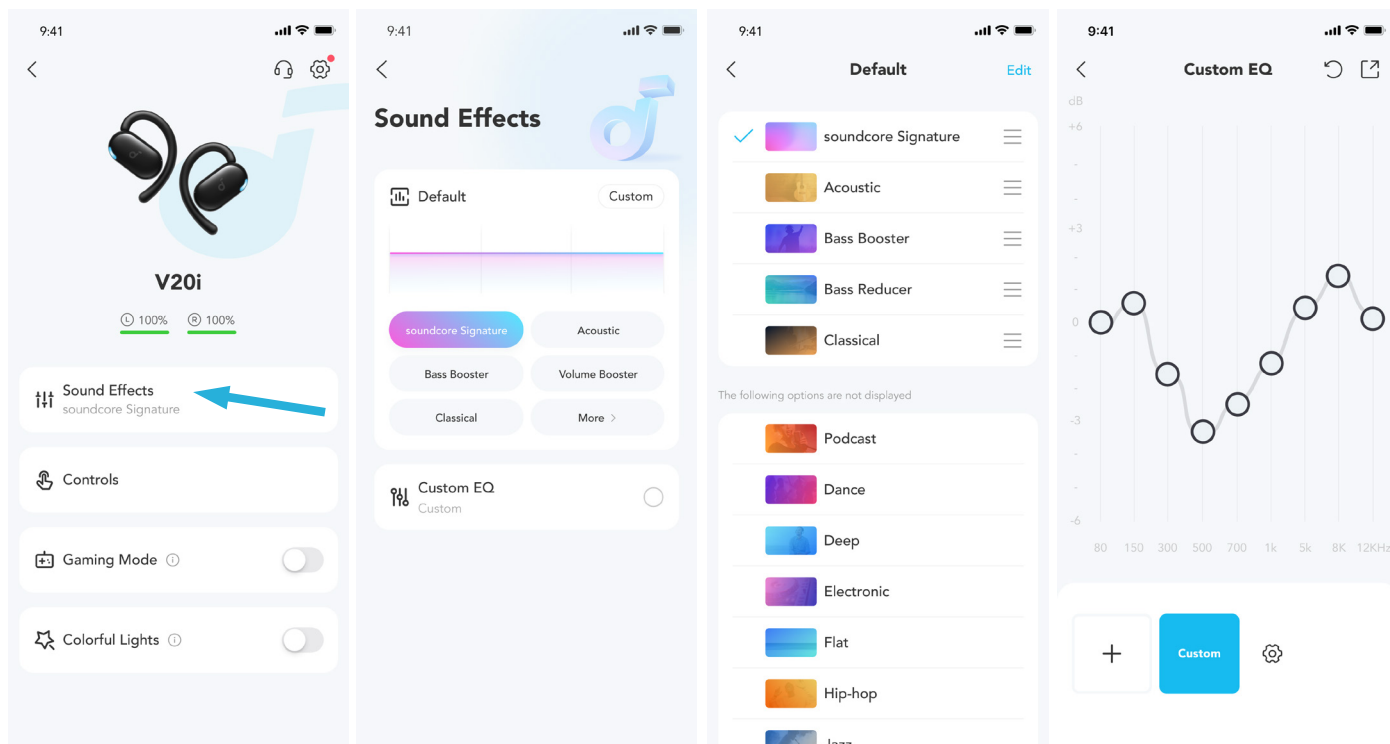 9:41
V20i
L 100% R 100%
Sound Effects
soundcore Signature
Controls
Gaming Mode
Colorful Lights
9:41
Sound Effects
Default Custom
soundcore Signature Acoustic
Bass Booster Volume Booster
Classical More >
Custom EQ
Custom
9:41
Default Edit
soundcore Signature
Acoustic
Bass Booster
Bass Reducer
Classical
The following options are not displayed
Podcast
Dance
Deep
Electronic
Flat
Hip-hop
Jazz
9:41
Custom EQ
dB
+6
+3
0
-3
-6
80 150 300 500 700 1k 5k 8K 12KHz
+ Custom